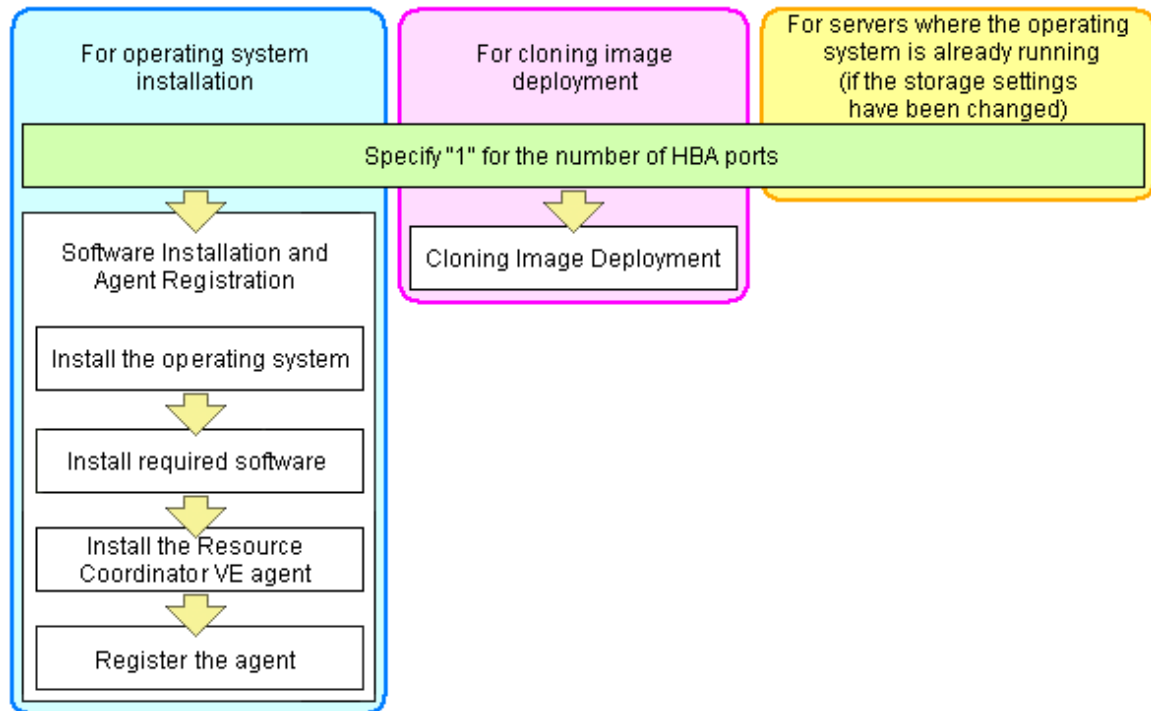 For operating system
installation
For cloning image
deployment
For servers where the operating
system is already running
(if the storage settings
have been changed)
Specify "1" for the number of HBA ports
Software Installation and
Agent Registration
Install the operating system
Install required software
Install the Resource
Coordinator VE agent
Register the agent
Cloning Image Deployment